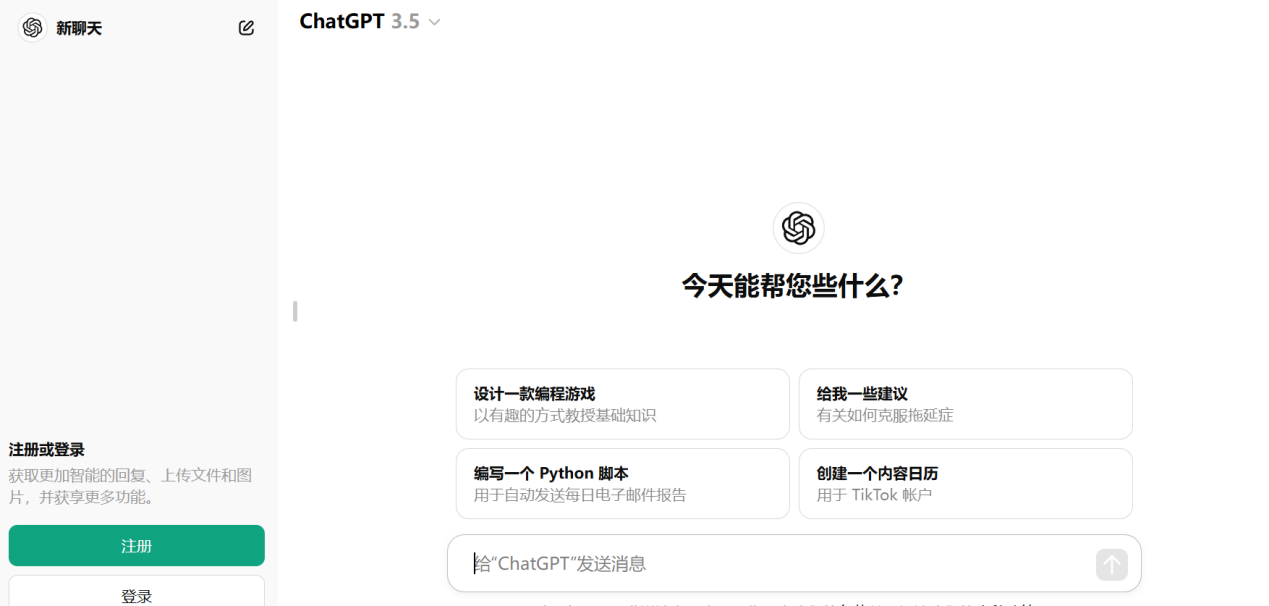 新聊天
ChatGPT 3.5
今天能帮您些什么？
设计一款编程游戏
以有趣的方式教授基础知识
给我一些建议
有关如何克服拖延症
编写一个 Python 脚本
用于自动发送每日电子邮件报告
创建一个内容日历
用于 TikTok 帐户
注册或登录
获取更加智能的回复、上传文件和图
片，并获享更多功能。
注册
登录
给“ChatGPT”发送消息